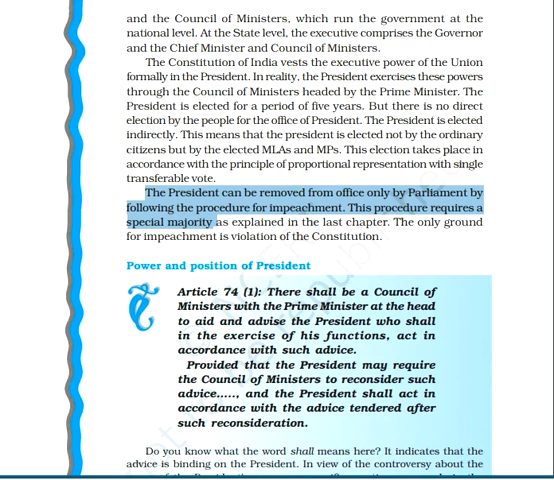 and the Council of Ministers, which run the government at the
national level. At the State level, the executive comprises the Governor
and the Chief Minister and Council of Ministers.
The Constitution of India vests the executive power of the Union
formally in the President. In reality, the President exercises these powers
through the Council of Ministers headed by the Prime Minister. The
President is elected for a period of five years. But there is no direct
election by the people for the office of President. The President is elected
indirectly. This means that the president is elected not by the ordinary
citizens but by the elected MLAs and MPs. This election takes place in
accordance with the principle of proportional representation with single
transferable vote.
The President can be removed from office only by Parliament by
following the procedure for impeachment. This procedure requires a
special majority as explained in the last chapter. The only ground
for impeachment is violation of the Constitution.
Power and position of President
Article 74 (1): There shall be a Council of
Ministers with the Prime Minister at the head
to aid and advise the President who shall
in the exercise of his functions, act in
accordance with such advice.
Provided that the President may require
the Council of Ministers to reconsider such
advice....., and the President shall act in
accordance with the advice tendered after
such reconsideration.
Do you know what the word shall means here? It indicates that the
advice is binding on the President. In view of the controversy about the